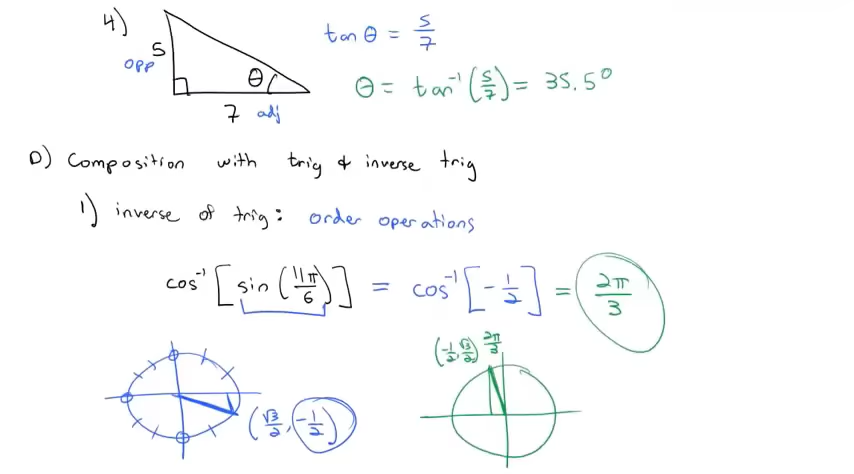 4)
5
opp
θ
7 adj
tan θ = 5/7
θ = tan⁻¹(5/7) = 35.5°
D) Composition with trig & inverse trig
1) inverse of trig: order operations
cos⁻¹[sin(11π/6)] = cos⁻¹[-1/2] = 2π/3
(√3/2, -1/2)
(-1/2, √3/2) 2π/3